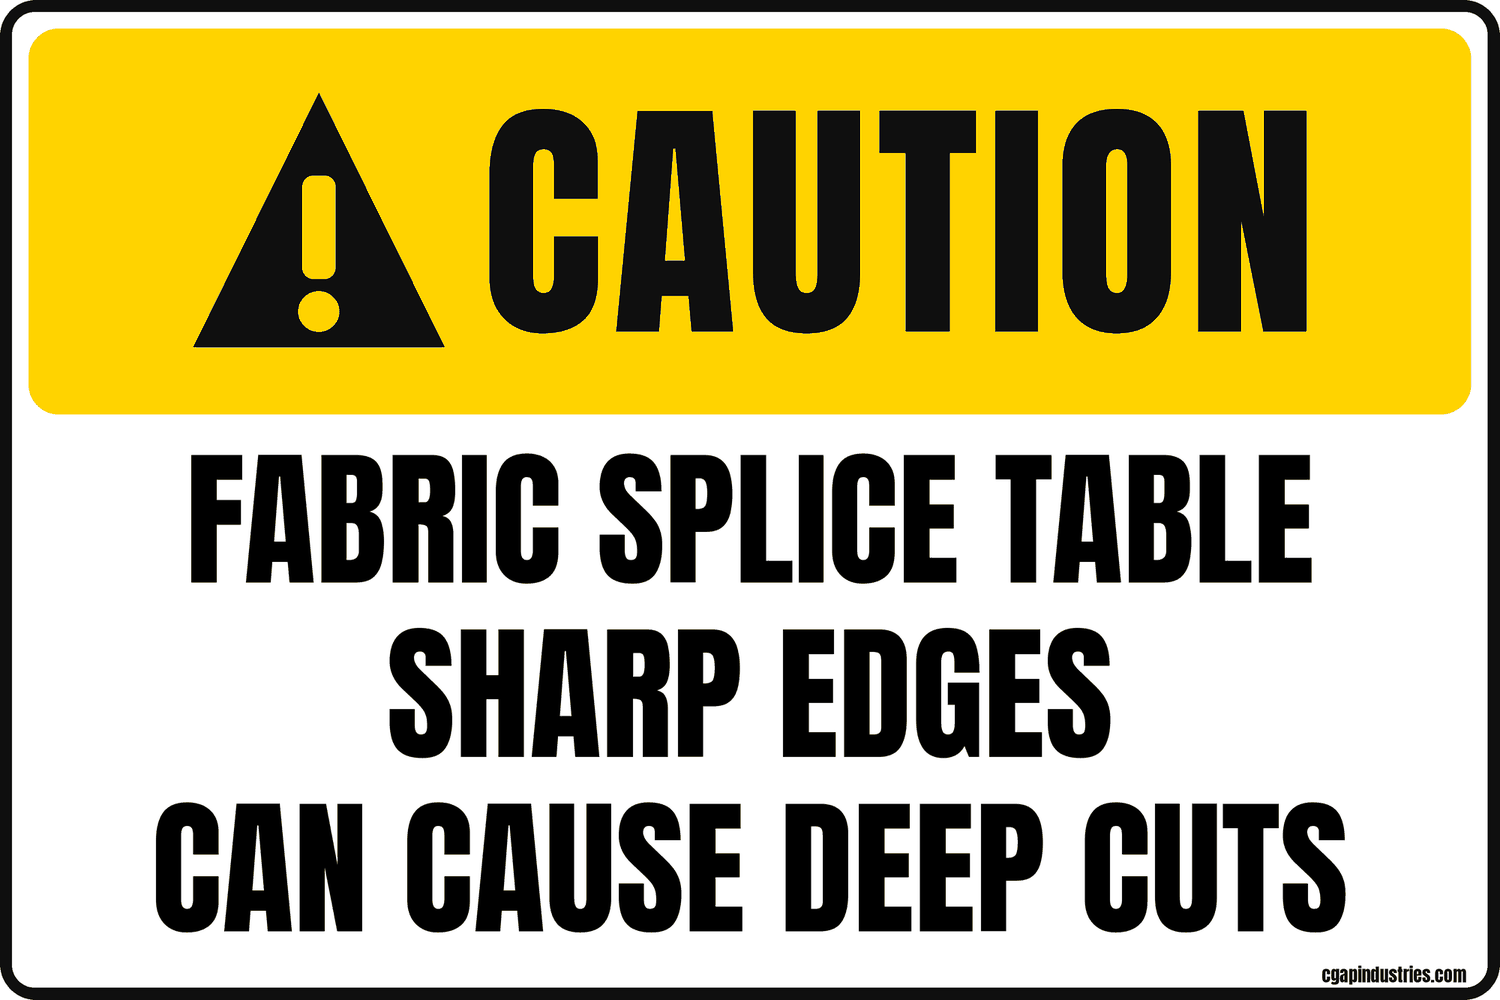 CAUTION
FABRIC SPLICE TABLE
SHARP EDGES
CAN CAUSE DEEP CUTS
cgapindustries.com